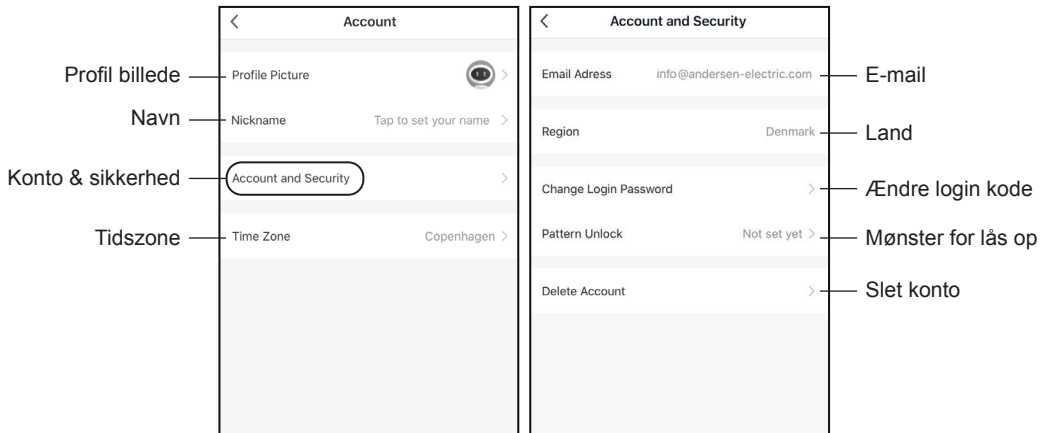 Account
Profil billede
Profile Picture
Navn
Nickname
Tap to set your name
Konto & sikkerhed
Account and Security
Tidszone
Time Zone
Copenhagen
Account and Security
Email Adress
info@andersen-electric.com
E-mail
Region
Denmark
Land
Change Login Password
Ændre login kode
Pattern Unlock
Not set yet
Mønster for lås op
Delete Account
Slet konto